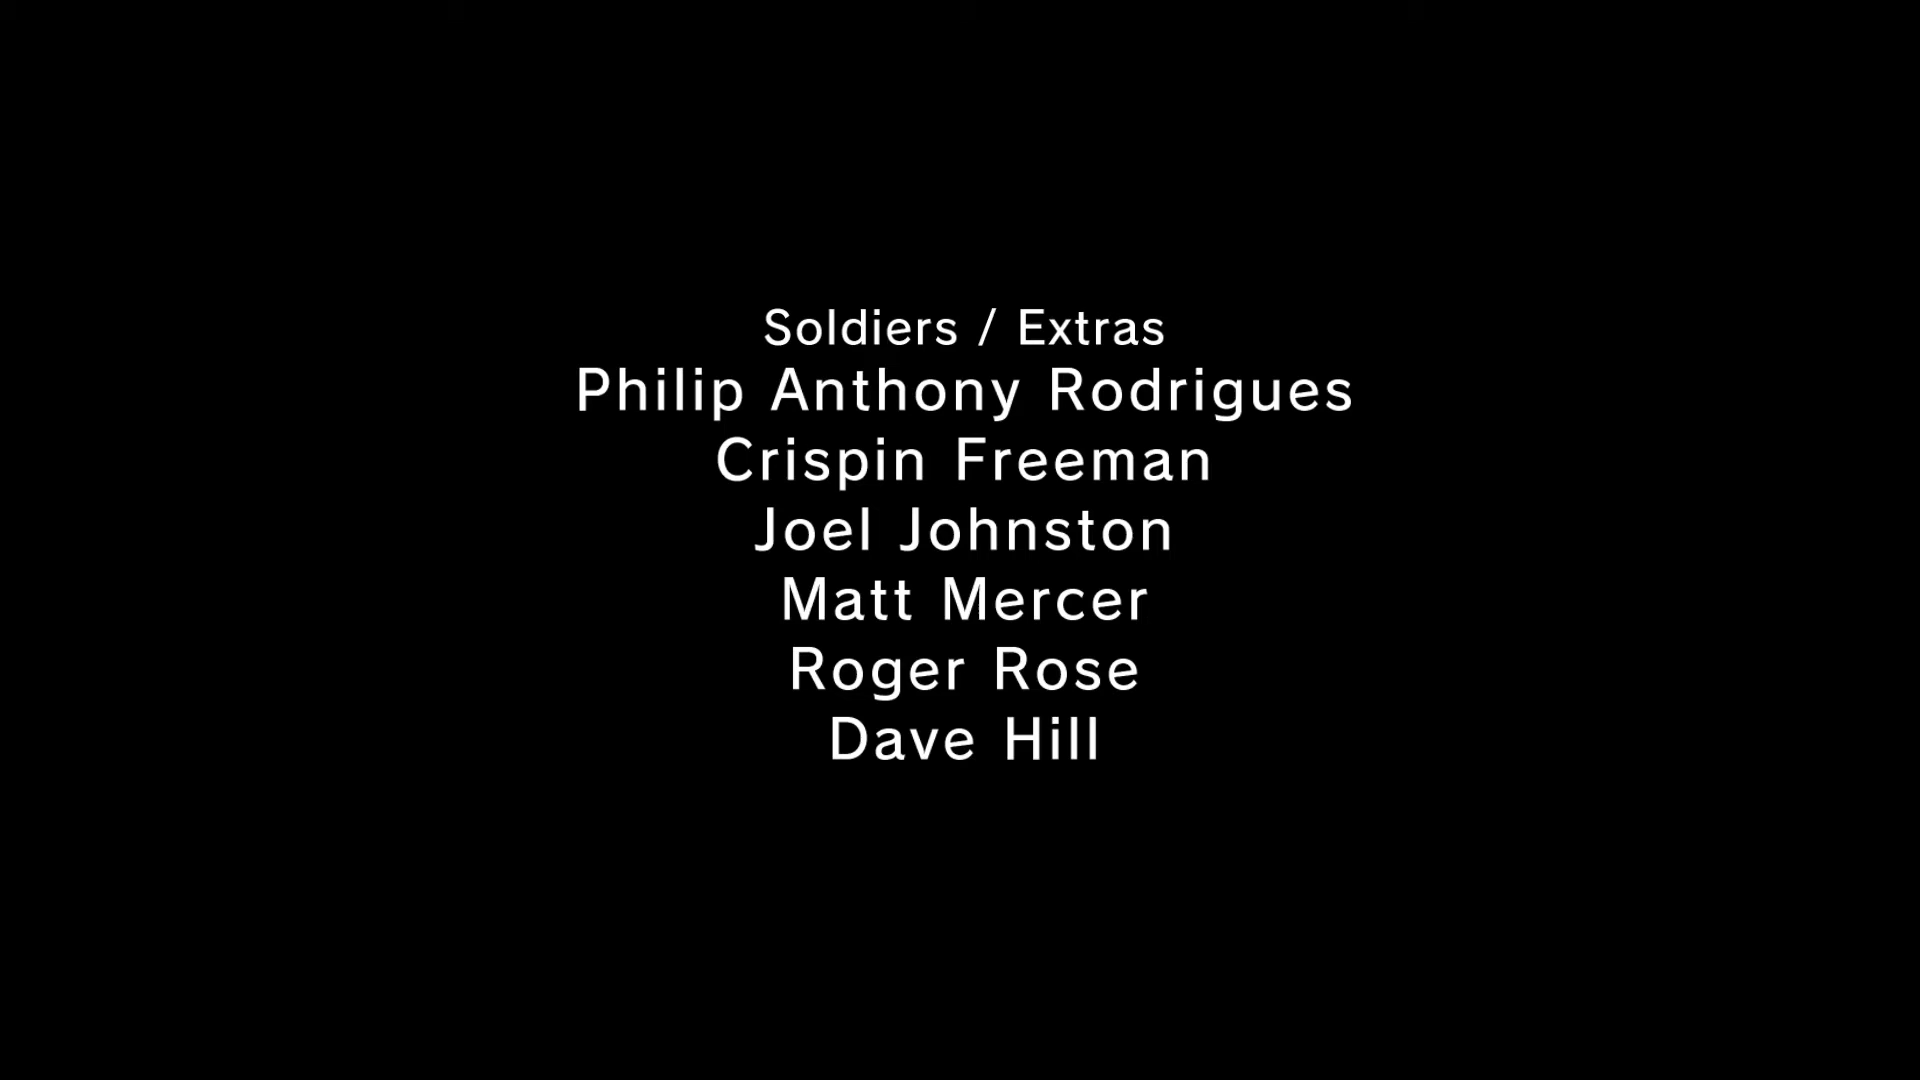 Soldiers / Extras
Philip Anthony Rodrigues
Crispin Freeman
Joel Johnston
Matt Mercer
Roger Rose
Dave Hill